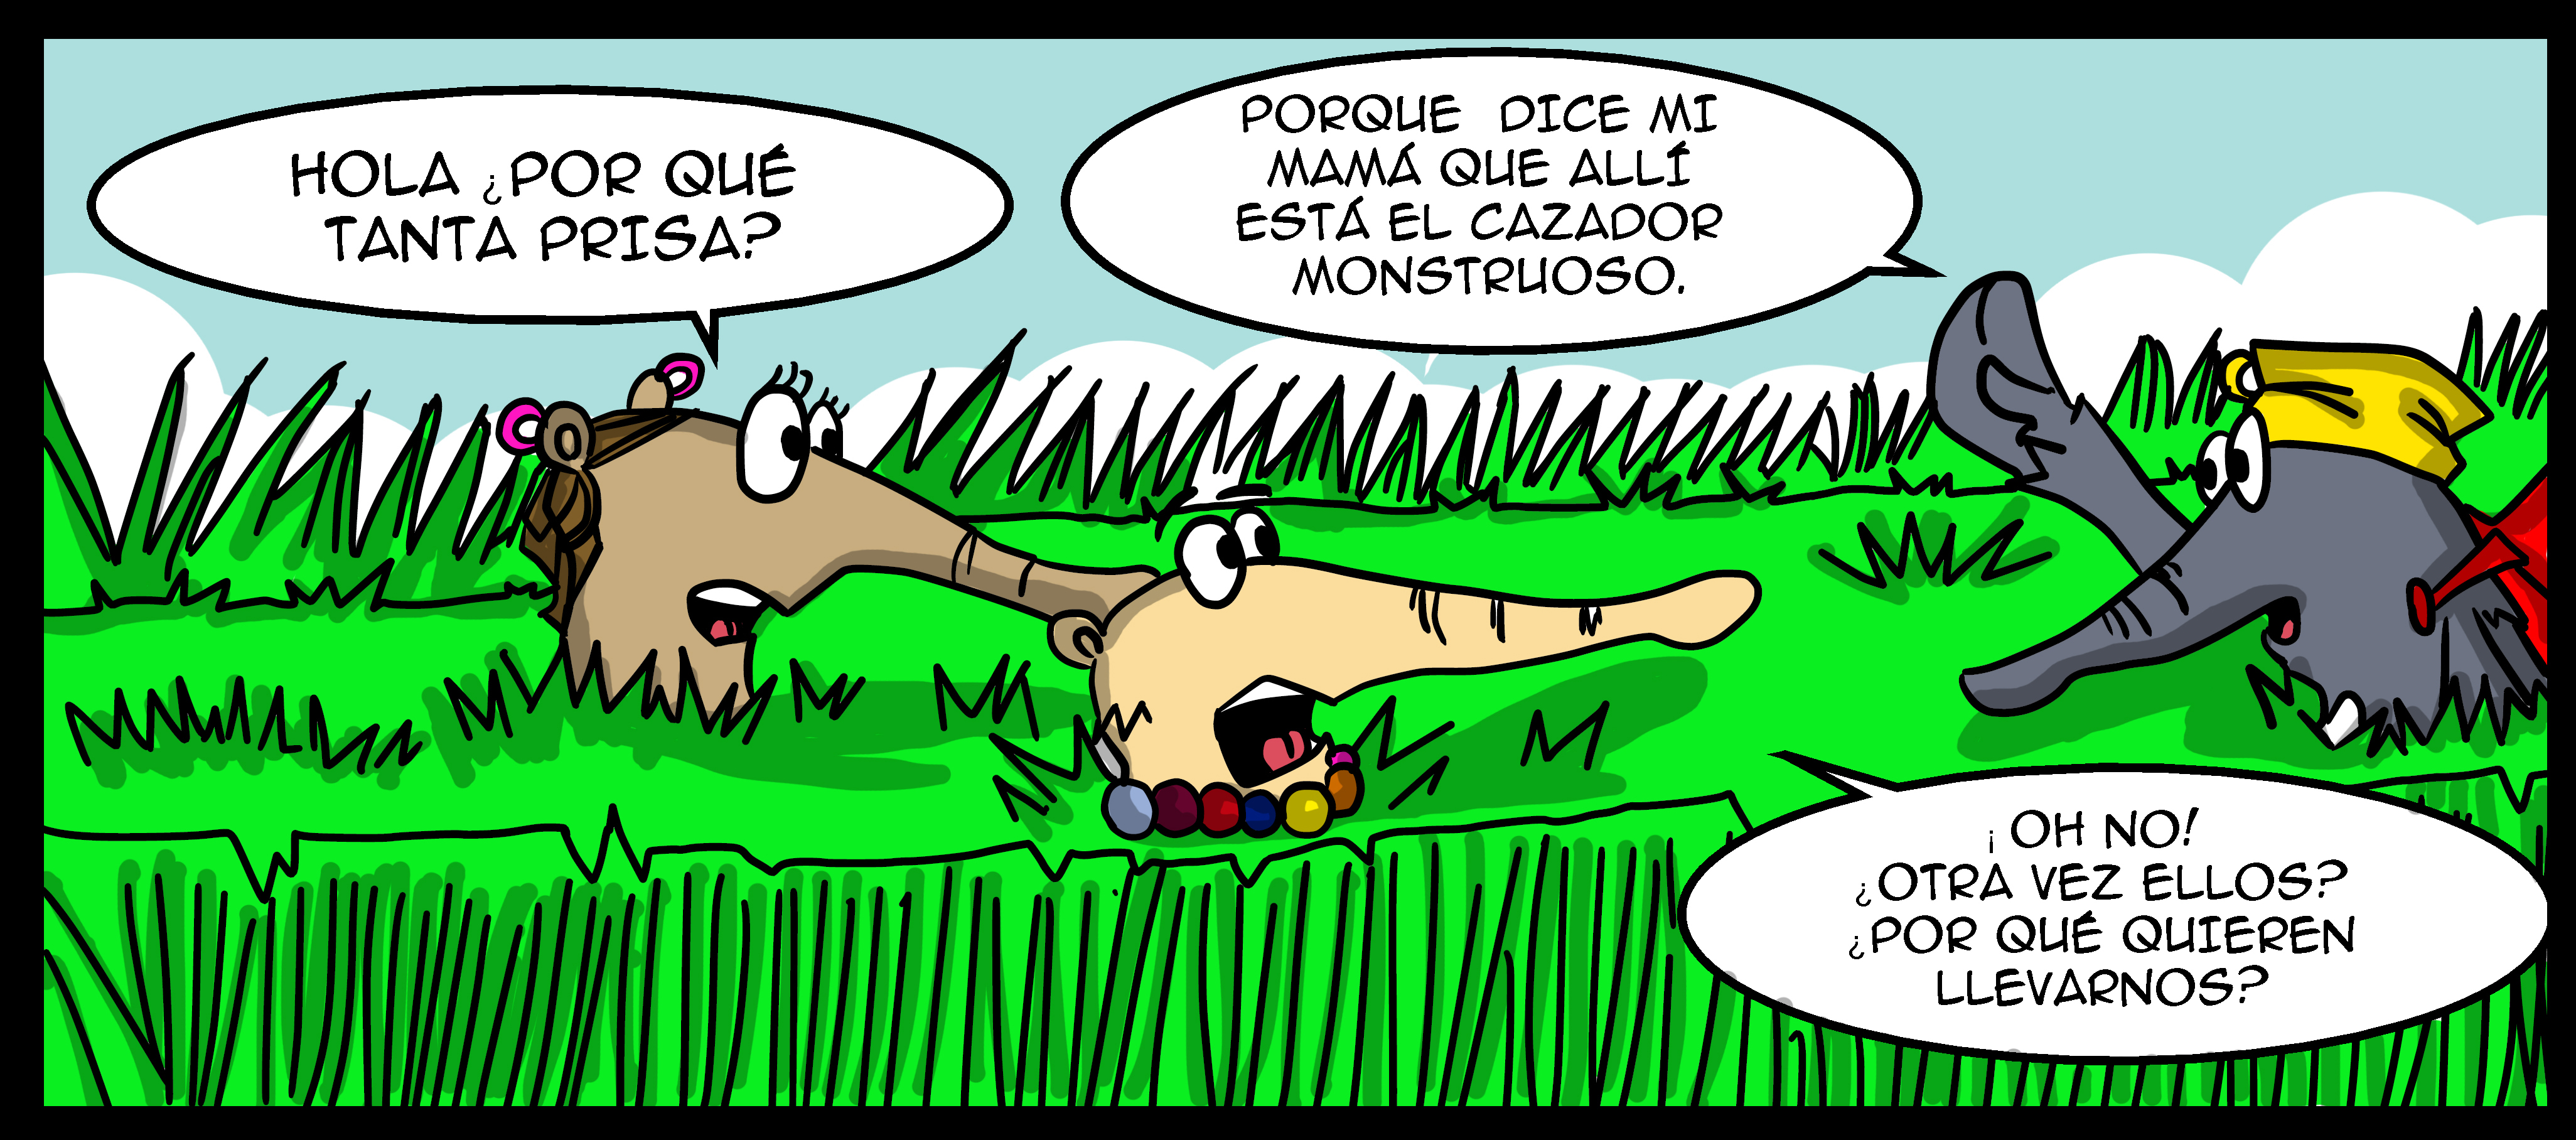 HOLA ¿POR QUÉ
TANTA PRISA?
PORQUE DICE MI
MAMÁ QUE ALLÍ
ESTÁ EL CAZADOR
MONSTRUOSO.
¡ OH NO!
¿OTRA VEZ ELLOS?
¿POR QUÉ QUIEREN
LLEVARNOS?